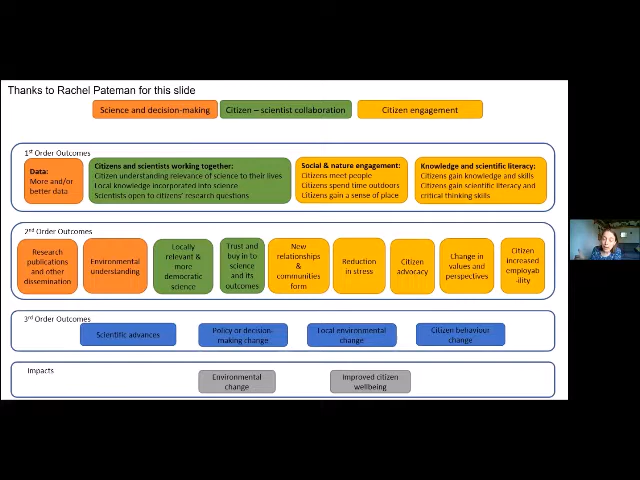 Thanks to Rachel Pateman for this slide
Science and decision-making
Citizen – scientist collaboration
Citizen engagement
1st Order Outcomes
Data:
More and/or
better data
Citizens and scientists working together:
Citizen understanding relevance of science to their lives
Local knowledge incorporated into science
Scientists open to citizens' research questions
Social & nature engagement:
Citizens meet people
Citizens spend time outdoors
Citizens gain a sense of place
Knowledge and scientific literacy:
Citizens gain knowledge and skills
Citizens gain scientific literacy and
critical thinking skills
2nd Order Outcomes
Research
publications
and other
dissemination
Environmental
understanding
Locally
relevant &
more
democratic
science
Trust and
buy in to
science
and its
outcomes
New
relationships
&
communities
form
Reduction
in stress
Citizen
advocacy
Change in
values and
perspectives
Citizen
increased
employab
-ility
3rd Order Outcomes
Scientific advances
Policy or decision-
making change
Local environmental
change
Citizen behaviour
change
Impacts
Environmental
change
Improved citizen
wellbeing